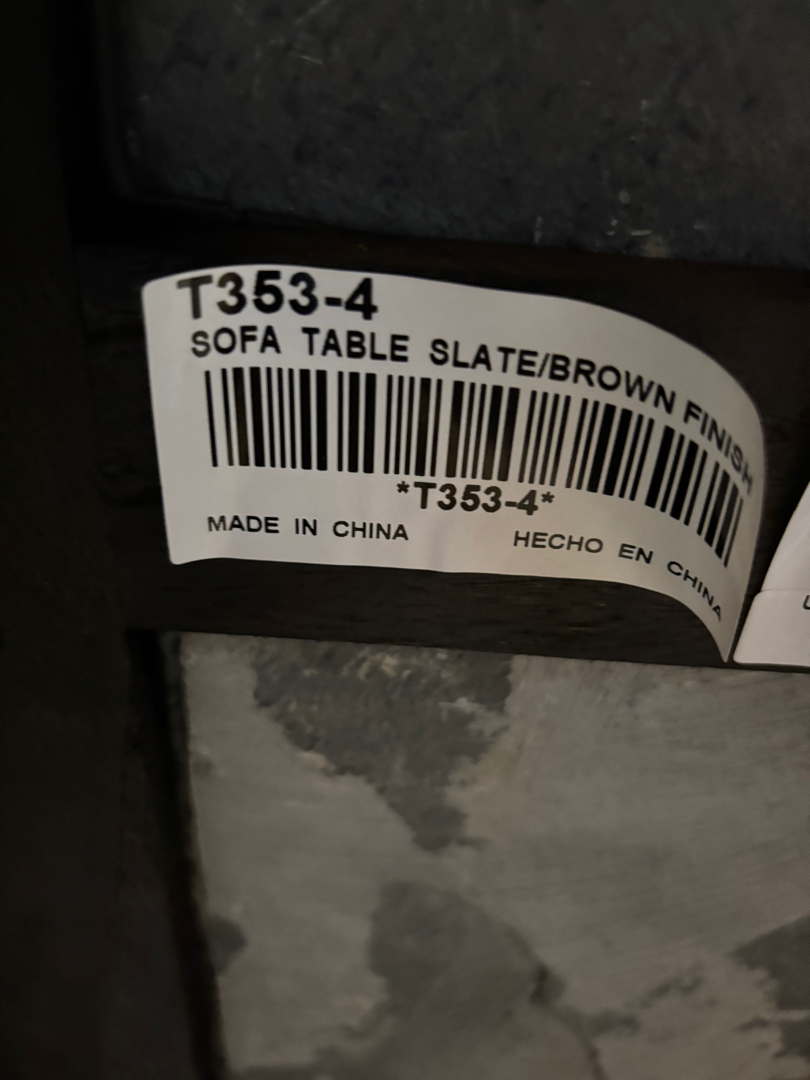 T353-4
SOFA TABLE SLATE/BROWN FINISH
*T353-4*
MADE IN CHINA HECHO EN CHINA